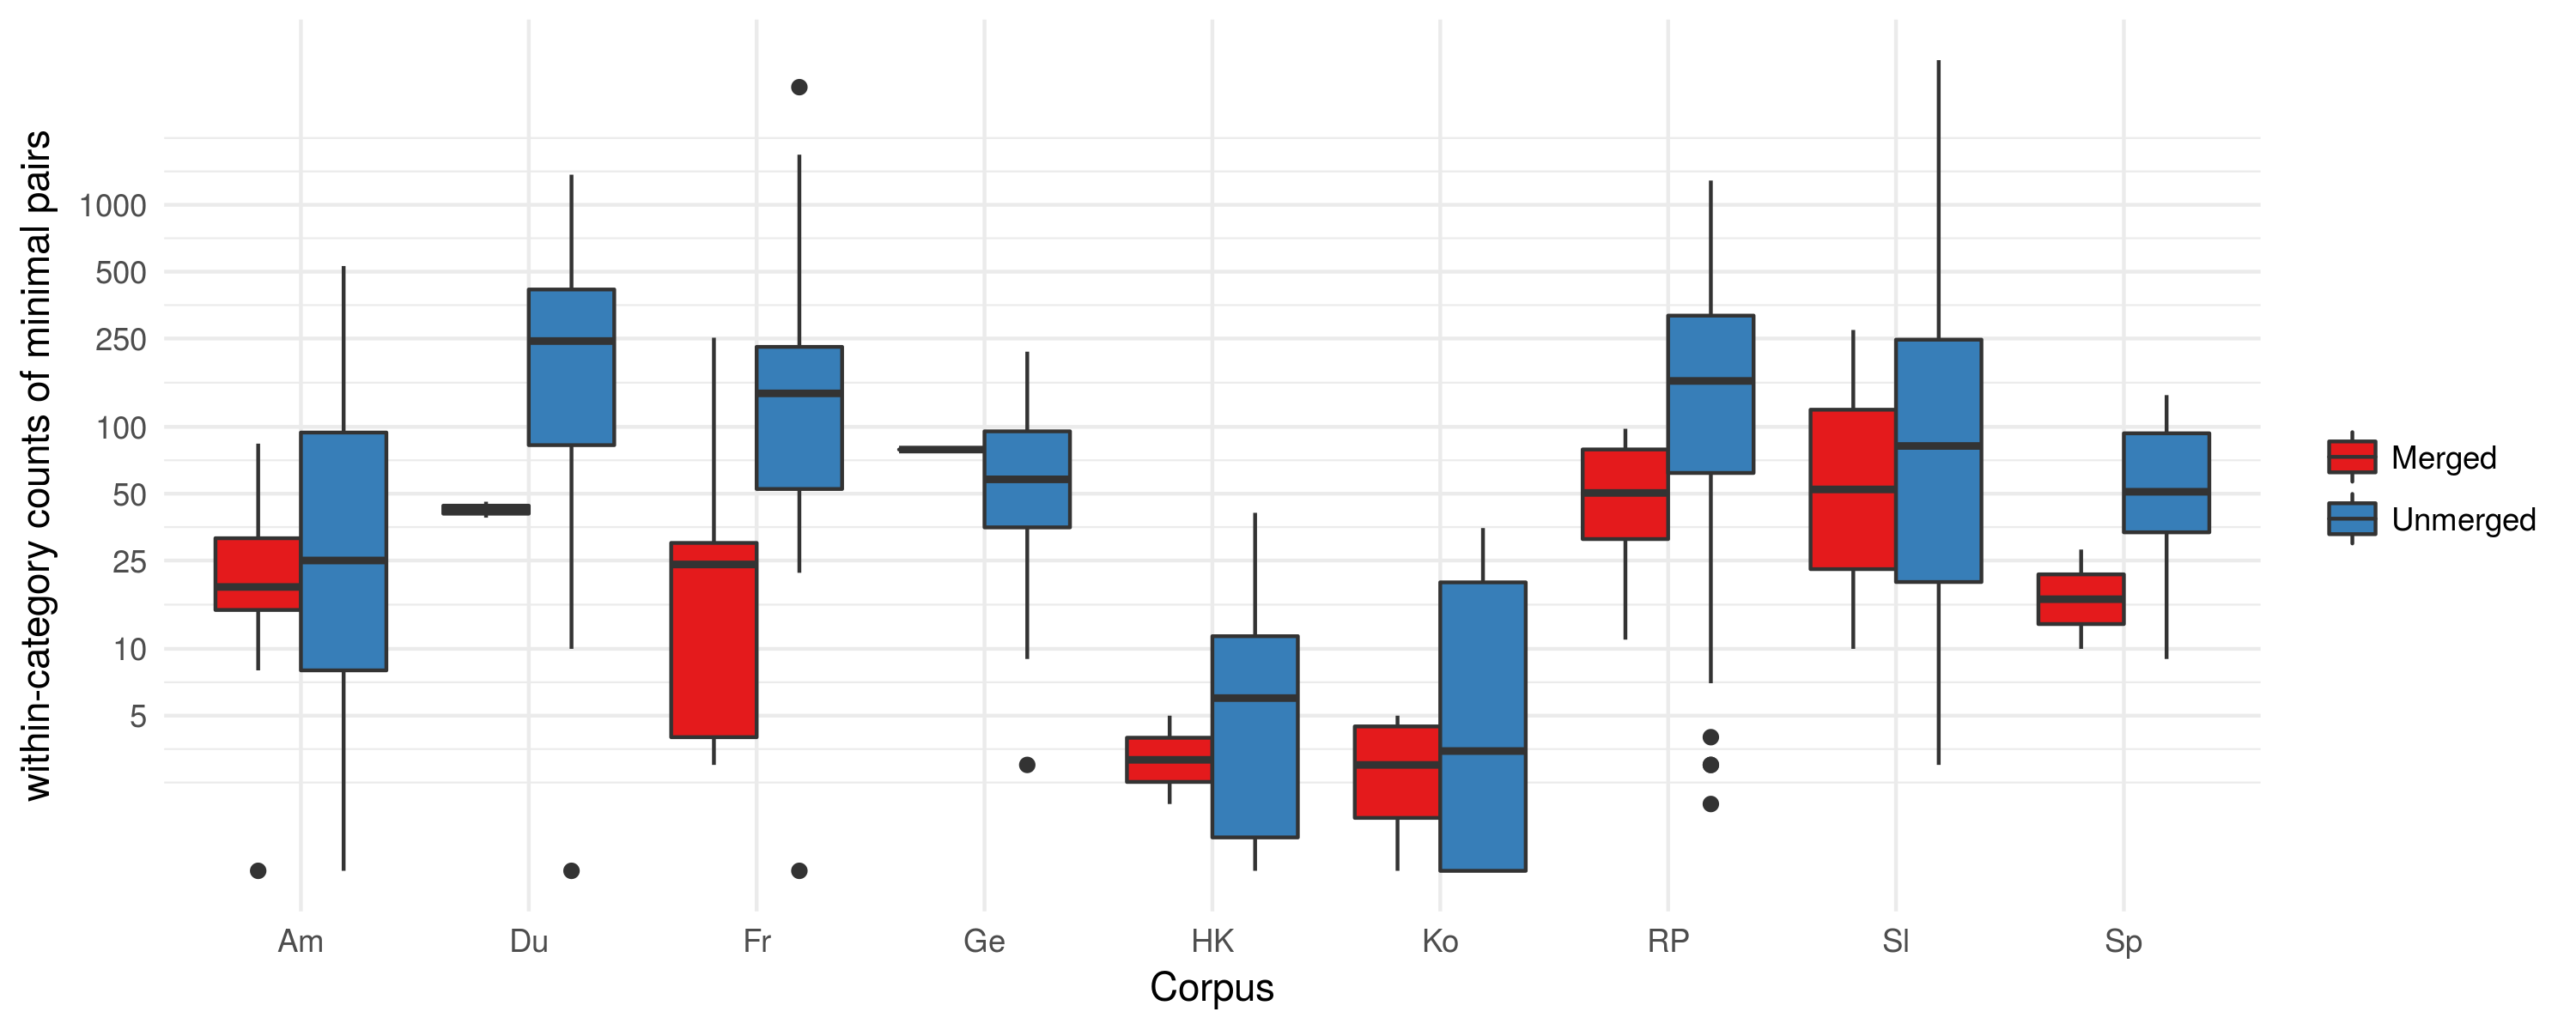 within-category counts of minimal pairs
1000
500
250
100
50
25
10
5
Am Du Fr Ge HK Ko RP Sl Sp
Corpus
Merged
Unmerged